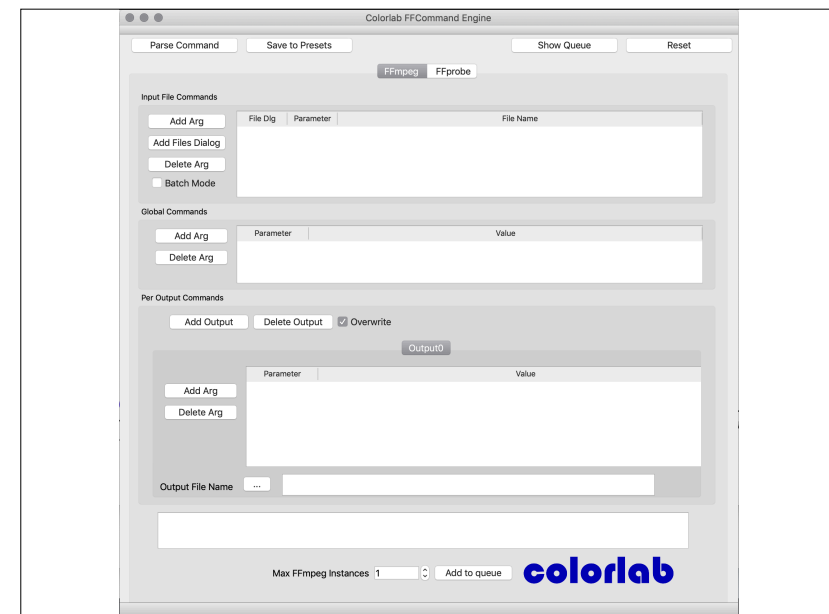 Colorlab FFCommand Engine
Parse Command Save to Presets Show Queue Reset
FFmpeg FFprobe
Input File Commands
Add Arg File Dlg Parameter File Name
Add Files Dialog
Delete Arg
Batch Mode
Global Commands
Add Arg Parameter Value
Delete Arg
Per Output Commands
Add Output Delete Output Overwrite
Output0
Parameter Value
Add Arg
Delete Arg
Output File Name ...
Max FFmpeg Instances 1 Add to queue colorlab